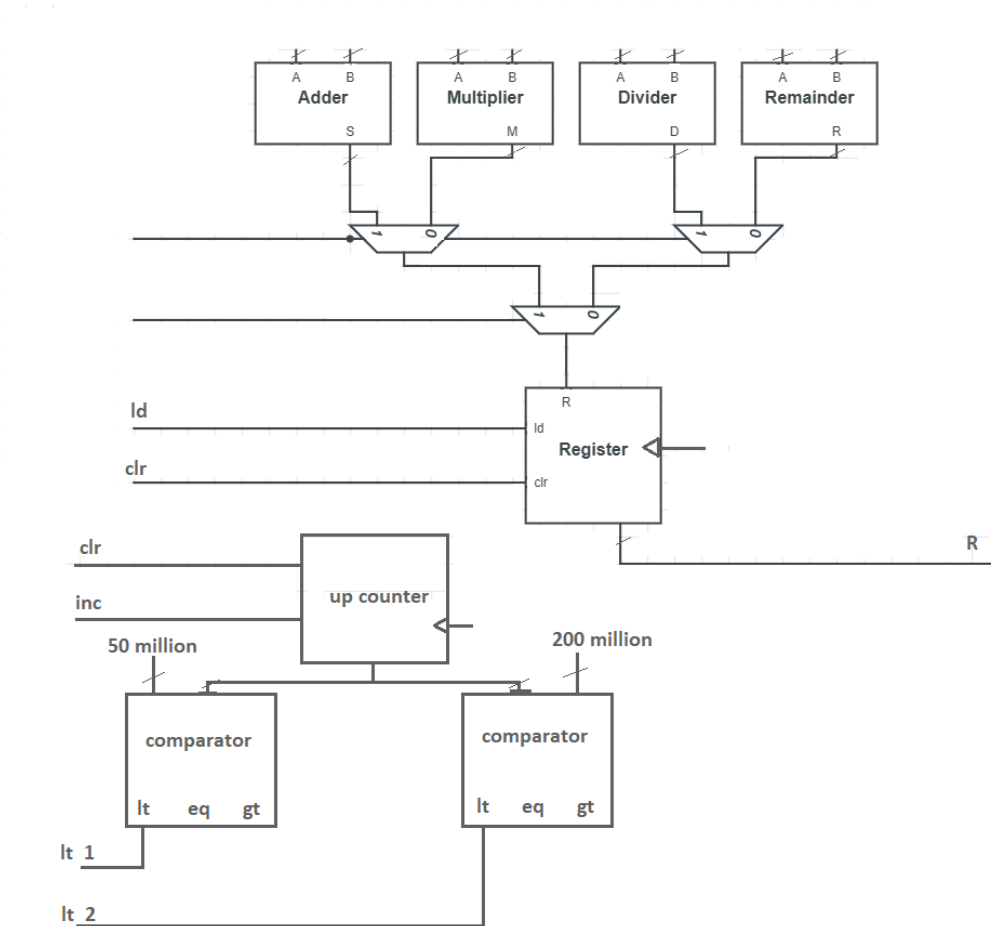 A B A B A B A B
Adder Multiplier Divider Remainder
S M D R
1 0 1 0
1 0
R
ld
ld
Register
clr
clr
R
clr
up counter
inc
50 million
200 million
comparator
comparator
lt eq gt
lt eq gt
lt_1
lt_2